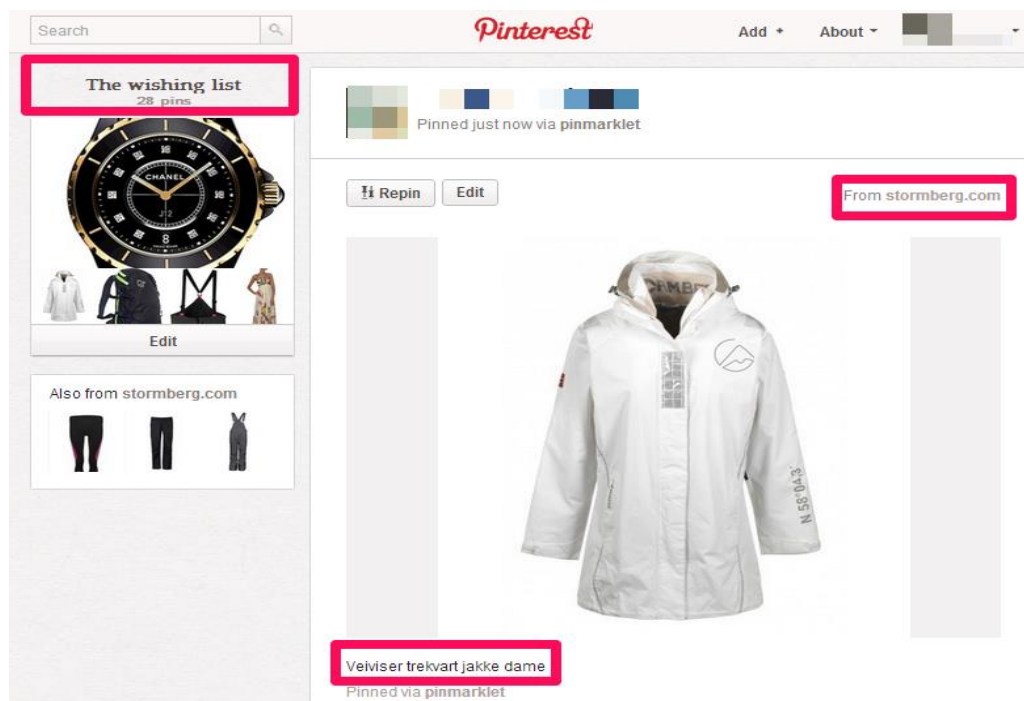 Search
Pinterest
Add +
About
The wishing list
28 pins
CHANEL
J12
8
Edit
Also from stormberg.com
Pinned just now via pinmarklet
Repin
Edit
From stormberg.com
N 58°04,3'
Veiviser trekvart jakke dame
Pinned via pinmarklet